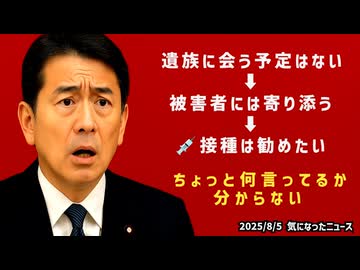 遺族に会う予定はない
⬇
被害者には寄り添う
⬇
💉接種は勧めたい
ちょっと何言ってるか
分からない
2025/8/5 気になったニュース